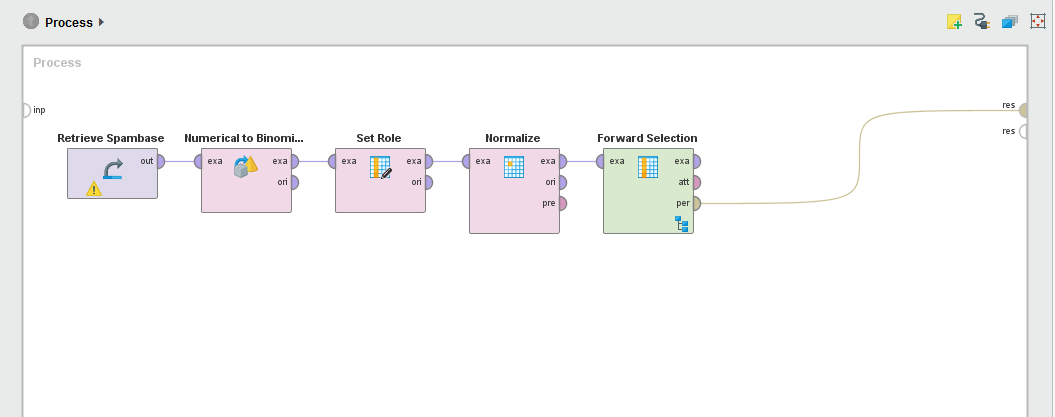 Process
Process
inp
res
res
Retrieve Spambase
out
Numerical to Binomi...
exa
exa
ori
Set Role
exa
exa
ori
Normalize
exa
exa
ori
pre
Forward Selection
exa
exa
att
per